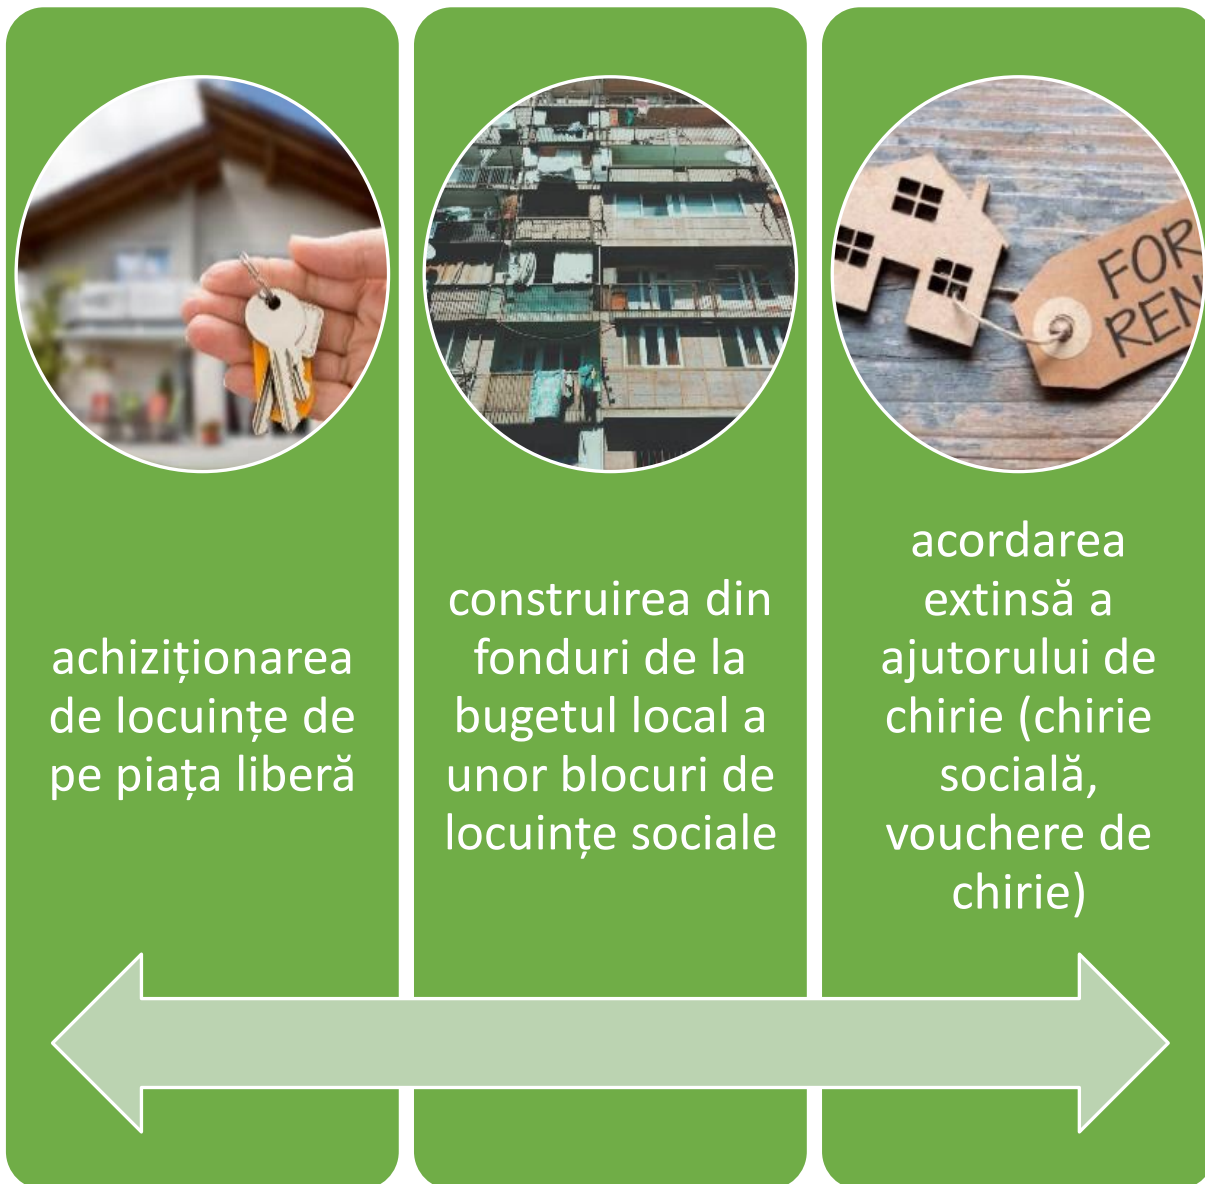 achiziționarea
de locuințe de
pe piața liberă
construirea din
fonduri de la
bugetul local a
unor blocuri de
locuințe sociale
FOR
REN
acordarea
extinsă a
ajutorului de
chirie (chirie
socială,
vouchere de
chirie)